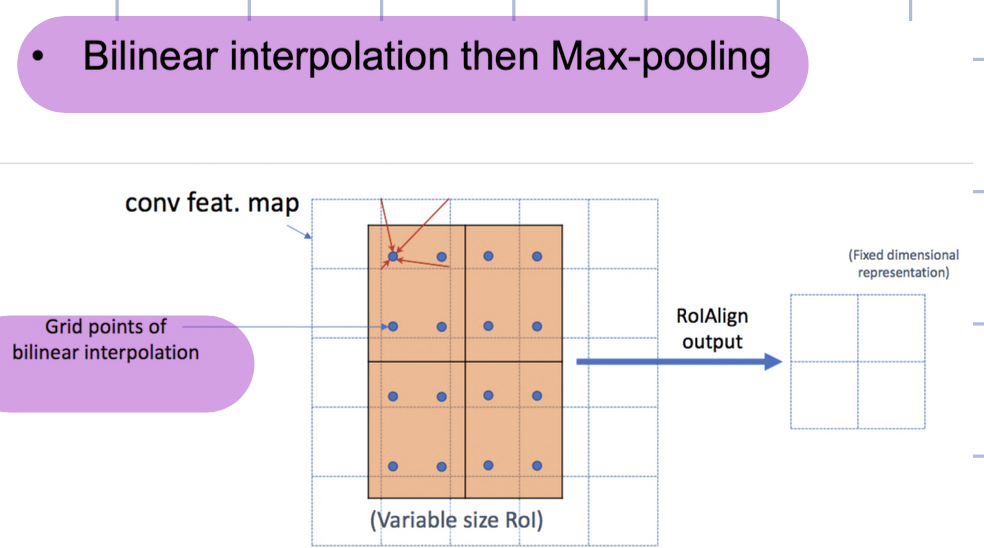 • Bilinear interpolation then Max-pooling
conv feat. map
(Fixed dimensional
representation)
Grid points of
bilinear interpolation
RoIAlign
output
(Variable size RoI)